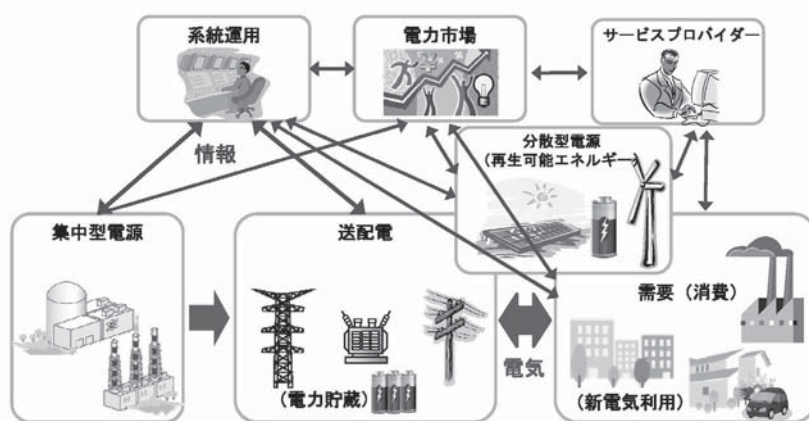 系統運用
電力市場
サービスプロバイダー
情報
分散型電源
(再生可能エネルギー)
集中型電源
送配電
需要（消費）
電気
（電力貯蔵）
（新電気利用）